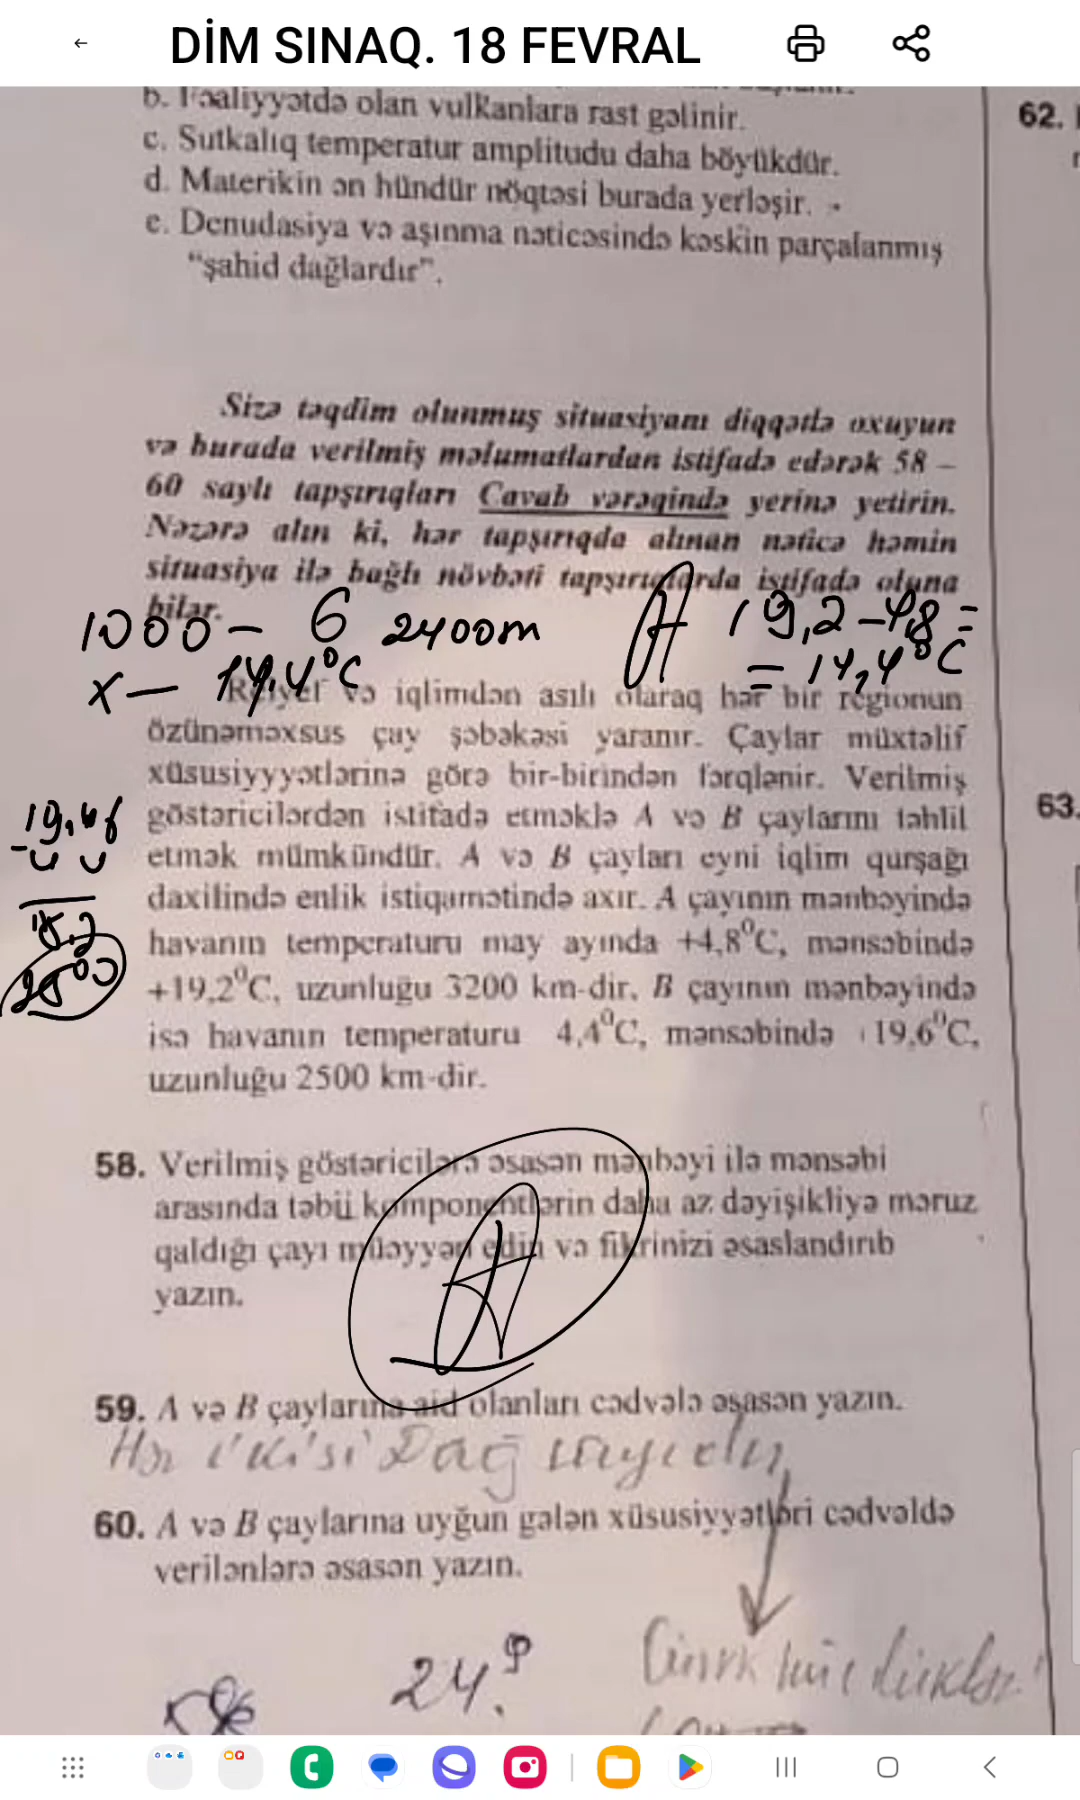 DİM SINAQ. 18 FEVRAL
b. Fəaliyyətdə olan vulkanlara rast gəlinir.
c. Sutkalıq temperatur amplitudu daha böyükdür.
d. Materikin ən hündür nöqtəsi burada yerləşir.
e. Denudasiya və aşınma nəticəsində kəskin parçalanmış
“şahid dağlardır”.
62.
Sizə təqdim olunmuş situasiyanı diqqətlə oxuyun
və burada verilmiş məlumatlardan istifadə edərək 58 –
60 saylı tapşırıqları Cavab vərəqində yerinə yetirin.
Nəzərə alın ki, hər tapşırıqda alınan nəticə həmin
situasiya ilə bağlı növbəti tapşırıqlarda istifadə oluna
bilər.
1000 – 6 2400m
x – 14,4°C
A 19,2 – 4,8 =
= 14,4°C
Relyef və iqlimdən asılı olaraq hər bir regionun
özünəməxsus çay şəbəkəsi yaranır. Çaylar müxtəlif
xüsusiyyyətlərinə görə bir-birindən fərqlənir. Verilmiş
göstəricilərdən istifadə etməklə A və B çaylarını təhlil
etmək mümkündür. A və B çayları eyni iqlim qurşağı
daxilində enlik istiqamətində axır. A çayının mənbəyində
havanın temperaturu may ayında +4,8°C, mənsəbində
+19,2°C, uzunluğu 3200 km-dir. B çayının mənbəyində
isə havanın temperaturu 4,4°C, mənsəbində +19,6°C,
uzunluğu 2500 km-dir.
63.
58. Verilmiş göstəricilərə əsasən mənbəyi ilə mənsəbi
arasında təbii komponentlərin daha az dəyişikliyə məruz
qaldığı çayı müəyyən edin və fikrinizi əsaslandırıb
yazın.
A
59. A və B çaylarına aid olanları cədvələ əsasən yazın.
Hər ikisi Dağ çayıdır
60. A və B çaylarına uyğun gələn xüsusiyyətləri cədvəldə
verilənlərə əsasən yazın.
24.